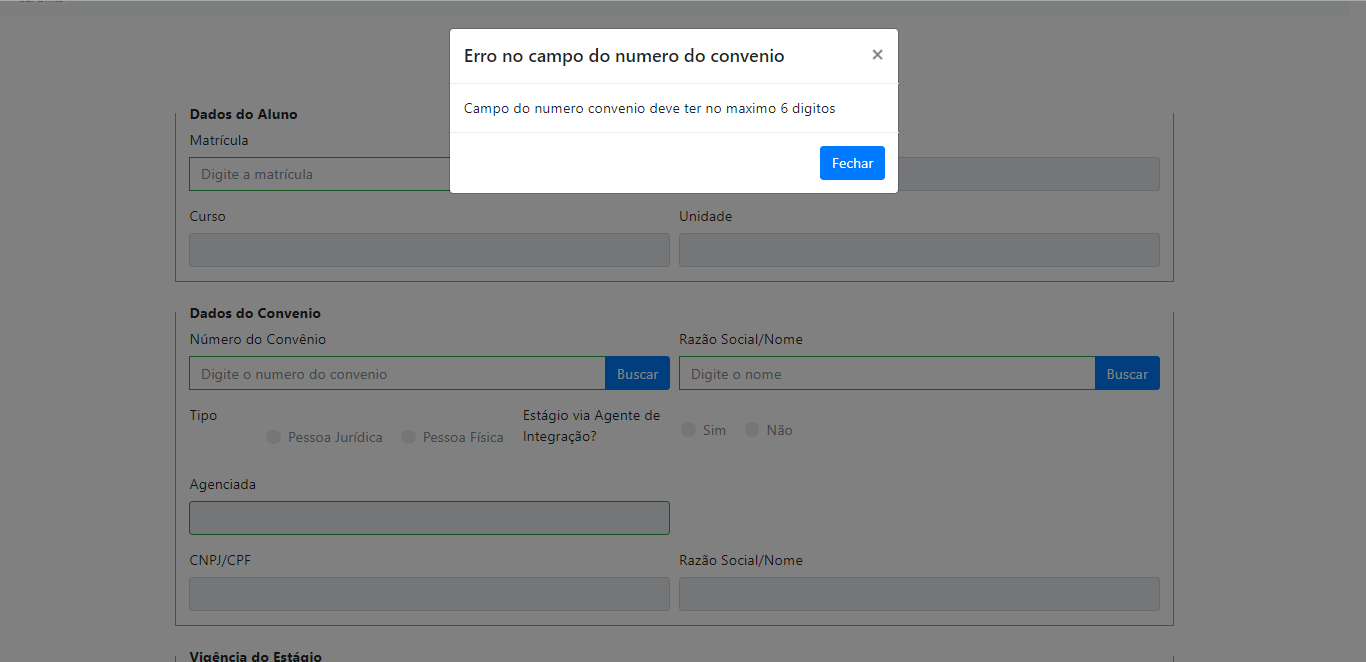 Erro no campo do numero do convenio
×
Campo do numero convenio deve ter no maximo 6 digitos
Fechar
Dados do Aluno
Matrícula
Digite a matrícula
Curso
Unidade
Dados do Convenio
Número do Convênio
Razão Social/Nome
Digite o numero do convenio
Buscar
Digite o nome
Buscar
Tipo
Pessoa Jurídica
Pessoa Física
Estágio via Agente de
Integração?
Sim
Não
Agenciada
CNPJ/CPF
Razão Social/Nome
Vigência do Estágio